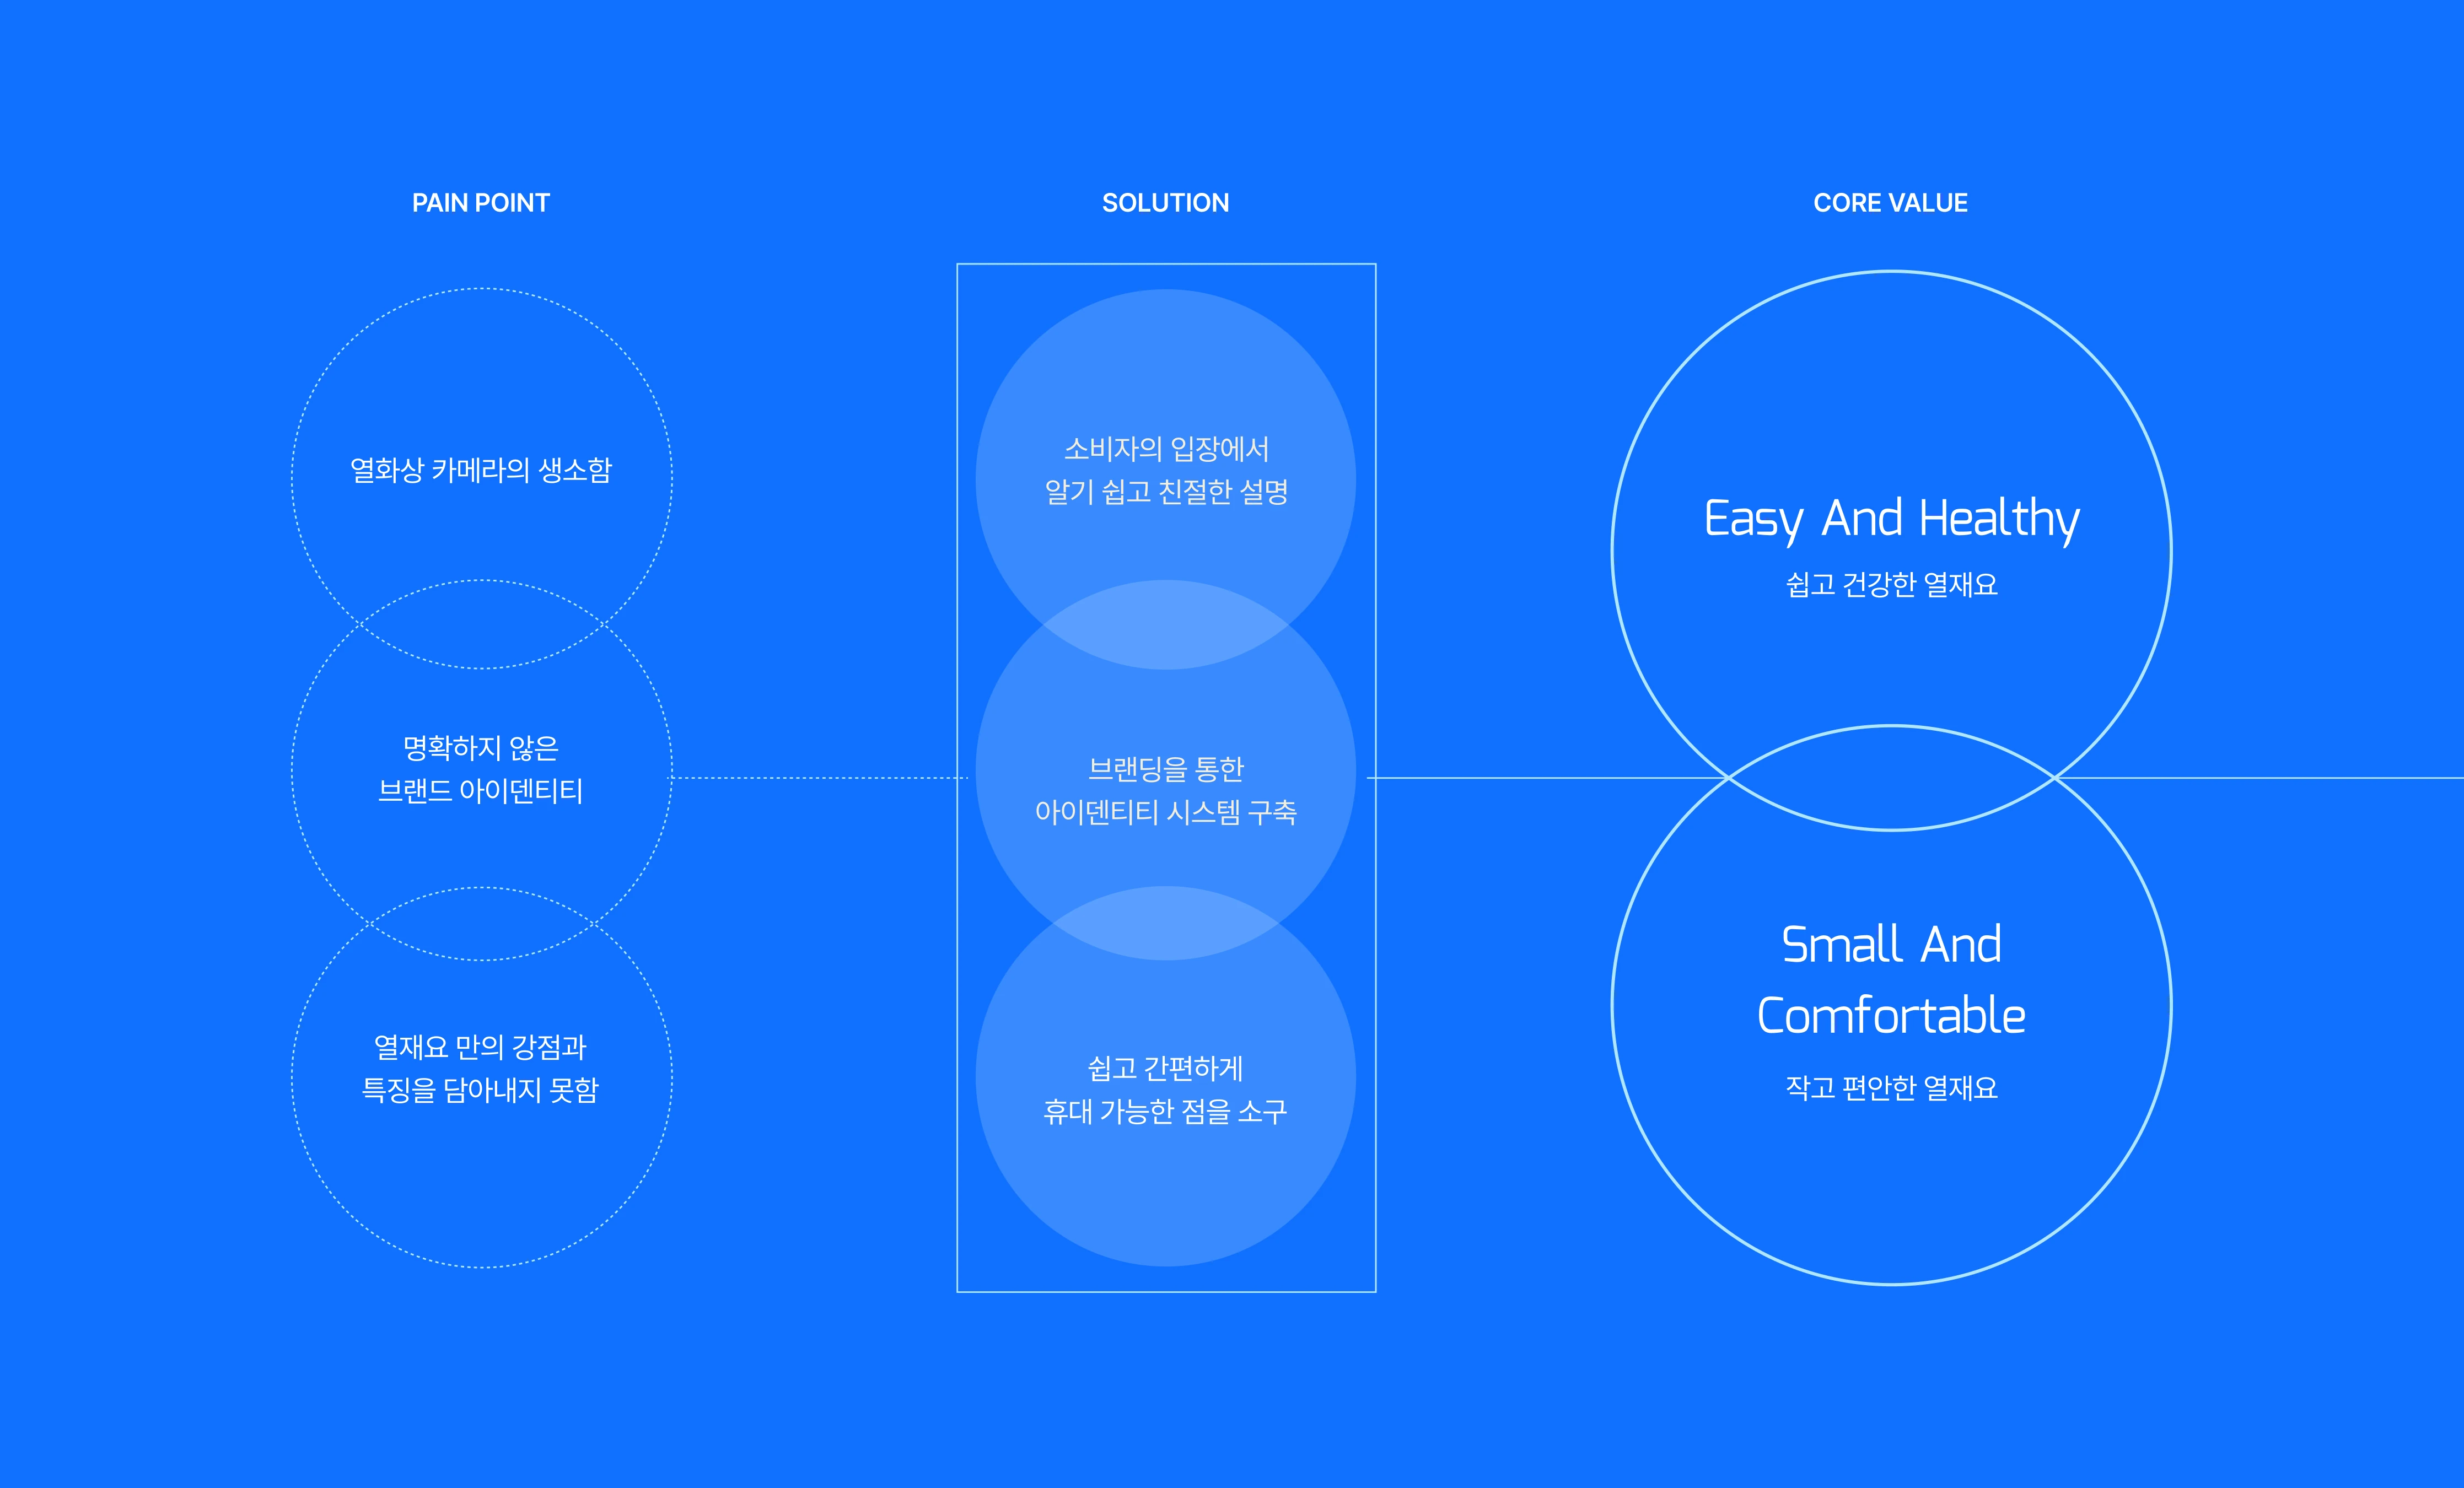 PAIN POINT
열화상 카메라의 생소함
명확하지 않은
브랜드 아이덴티티
열재요 만의 강점과
특징을 담아내지 못함
SOLUTION
소비자의 입장에서
알기 쉽고 친절한 설명
브랜딩을 통한
아이덴티티 시스템 구축
쉽고 간편하게
휴대 가능한 점을 소구
CORE VALUE
Easy And Healthy
쉽고 건강한 열재요
Small And
Comfortable
작고 편안한 열재요